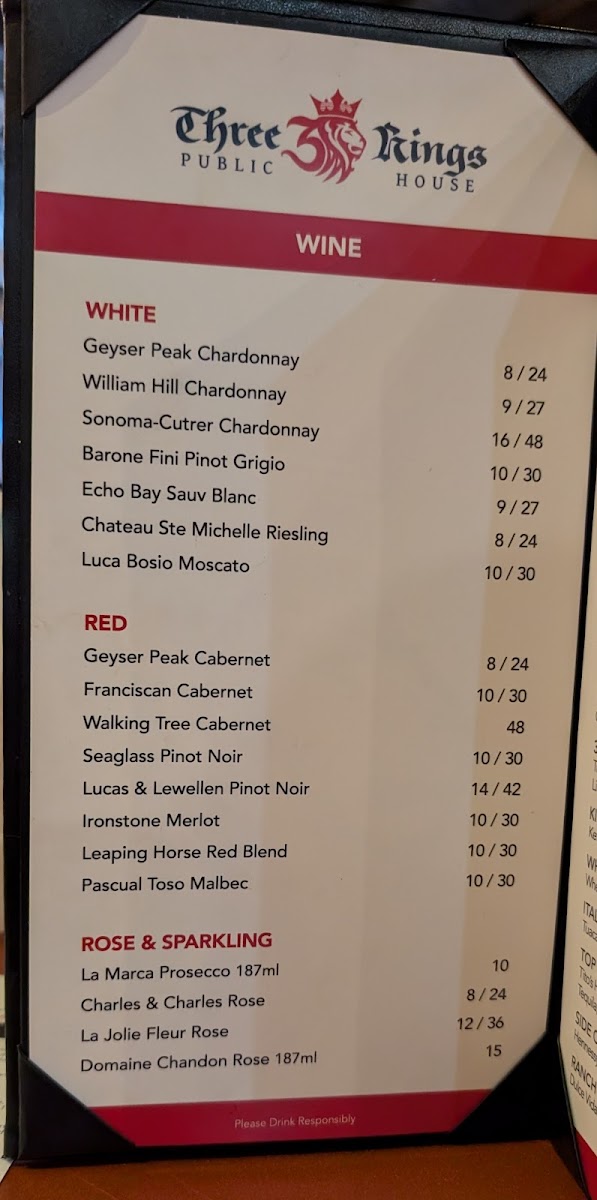 Three 3 Kings
PUBLIC HOUSE
WINE
WHITE
Geyser Peak Chardonnay 8 / 24
William Hill Chardonnay 9 / 27
Sonoma-Cutrer Chardonnay 16 / 48
Barone Fini Pinot Grigio 10 / 30
Echo Bay Sauv Blanc 9 / 27
Chateau Ste Michelle Riesling 8 / 24
Luca Bosio Moscato 10 / 30
RED
Geyser Peak Cabernet 8 / 24
Franciscan Cabernet 10 / 30
Walking Tree Cabernet 48
Seaglass Pinot Noir 10 / 30
Lucas & Lewellen Pinot Noir 14 / 42
Ironstone Merlot 10 / 30
Leaping Horse Red Blend 10 / 30
Pascual Toso Malbec 10 / 30
ROSE & SPARKLING
La Marca Prosecco 187ml 10
Charles & Charles Rose 8 / 24
La Jolie Fleur Rose 12 / 36
Domaine Chandon Rose 187ml 15
Please Drink Responsibly
TOP
SIDE
RANCH